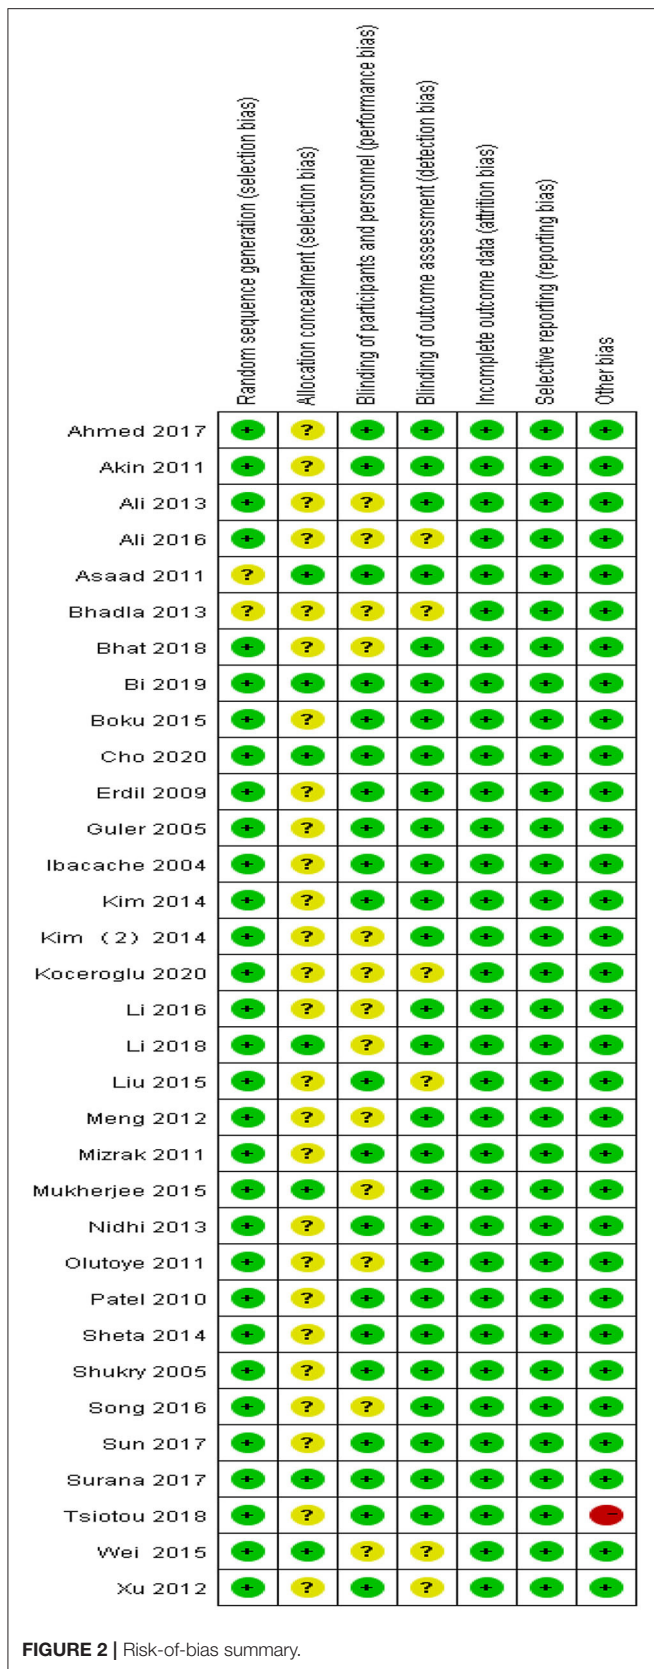 Random sequence generation (selection bias)
Allocation concealment (selection bias)
Blinding of participants and personnel (performance bias)
Blinding of outcome assessment (detection bias)
Incomplete outcome data (attrition bias)
Selective reporting (reporting bias)
Other bias
Ahmed 2017 + ? + + + + +
Akin 2011 + ? + + + + +
Ali 2013 + ? ? + + + +
Ali 2016 + ? ? ? + + +
Asaad 2011 ? + + + + + +
Bhadla 2013 ? ? ? ? + + +
Bhat 2018 + ? ? + + + +
Bi 2019 + + + + + + +
Boku 2015 + ? + + + + +
Cho 2020 + + + + + + +
Erdil 2009 + ? + + + + +
Guler 2005 + ? + + + + +
Ibacache 2004 + ? + + + + +
Kim 2014 + ? + + + + +
Kim (2) 2014 + ? ? + + + +
Koceroglu 2020 + ? ? ? + + +
Li 2016 + ? ? + + + +
Li 2018 + + ? + + + +
Liu 2015 + ? + ? + + +
Meng 2012 + ? ? + + + +
Mizrak 2011 + ? + + + + +
Mukherjee 2015 + + ? + + + +
Nidhi 2013 + ? + + + + +
Olutoye 2011 + ? ? + + + +
Patel 2010 + ? + + + + +
Sheta 2014 + ? + + + + +
Shukry 2005 + ? + + + + +
Song 2016 + ? ? + + + +
Sun 2017 + ? + + + + +
Surana 2017 + + + + + + +
Tsiotou 2018 + ? + + + + -
Wei 2015 + + ? ? + + +
Xu 2012 + ? + ? + + +
FIGURE 2 | Risk-of-bias summary.